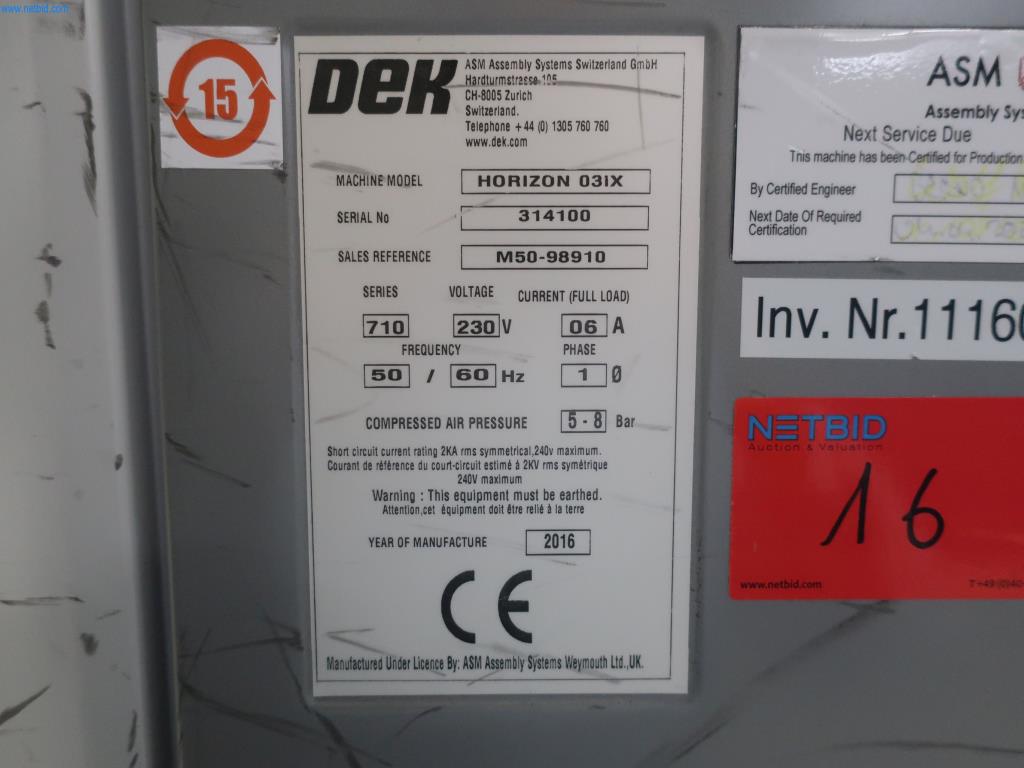 www.netbid.com
15
DEK
ASM Assembly Systems Switzerland GmbH
Hardturmstrasse 105
CH-8005 Zurich
Switzerland.
Telephone +44 (0) 1305 760 760
www.dek.com
MACHINE MODEL HORIZON 03iX
SERIAL No 314100
SALES REFERENCE M50-98910
SERIES VOLTAGE CURRENT (FULL LOAD)
710 230 V 06 A
FREQUENCY PHASE
50 / 60 Hz 1 Ø
COMPRESSED AIR PRESSURE 5 - 8 Bar
Short circuit current rating 2KA rms symmetrical,240v maximum.
Courant de référence du court-circuit estimé à 2KV rms symétrique
240V maximum
Warning : This equipment must be earthed.
Attention,cet équipement doit être relié à la terre
YEAR OF MANUFACTURE 2016
CE
Manufactured Under Licence By: ASM Assembly Systems Weymouth Ltd.,UK.
ASM
Assembly Sys
Next Service Due
This machine has been Certified for Production
By Certified Engineer
Next Date Of Required
Certification
Inv. Nr.11160
NETBID
Auction & Valuation
16
www.netbid.com T+49(0)40